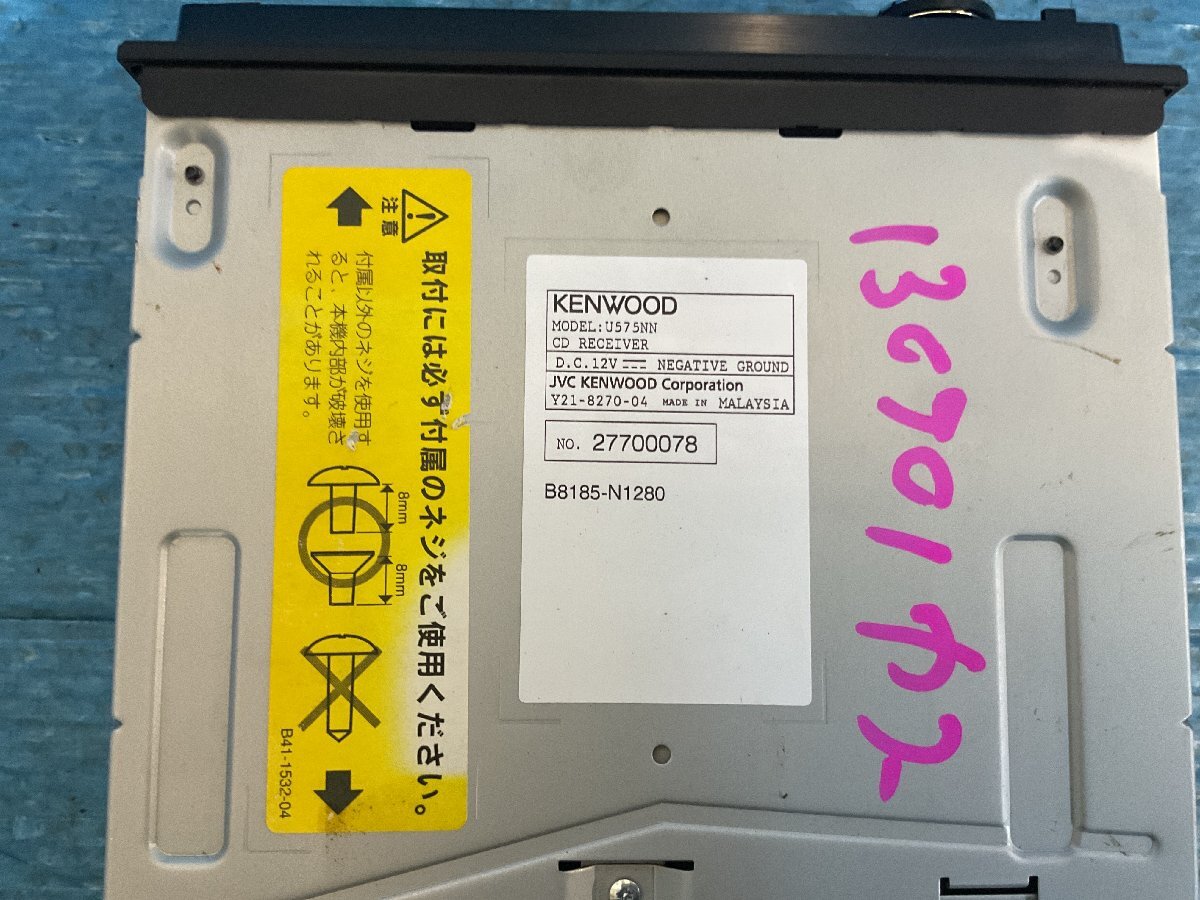 注意
取付には必ず付属のネジをご使用ください。
付属以外のネジを使用す
ると、本機内部が破壊さ
れることがあります。
8mm
8mm
B41-1532-04
KENWOOD
MODEL:U575NN
CD RECEIVER
D.C.12V NEGATIVE GROUND
JVC KENWOOD Corporation
Y21-8270-04 MADE IN MALAYSIA
NO. 27700078
B8185-N1280
136701カス